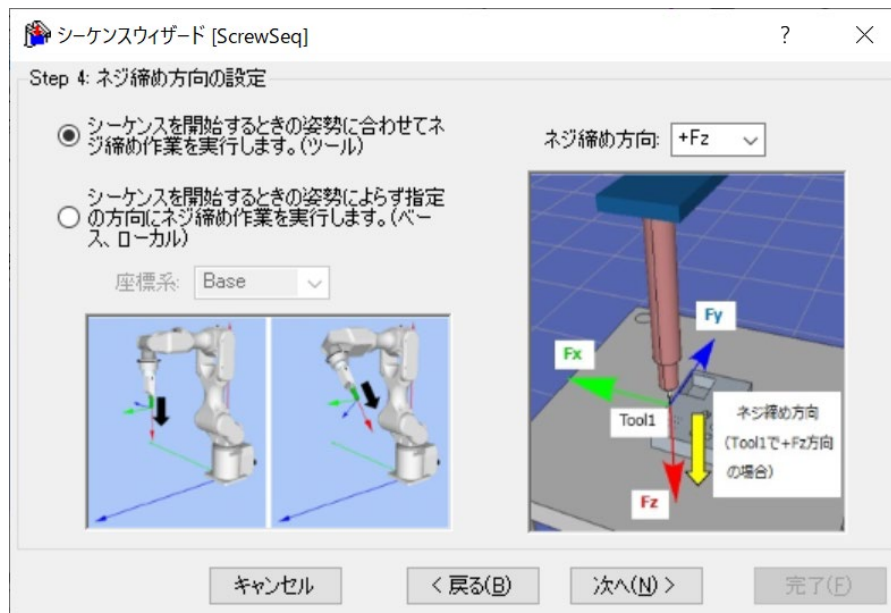 シーケンスウィザード [ScrewSeq]
?
Step 4: ネジ締め方向の設定
シーケンスを開始するときの姿勢に合わせてネ
ジ締め作業を実行します。(ツール)
シーケンスを開始するときの姿勢によらず指定
の方向にネジ締め作業を実行します。(ベー
ス、ローカル)
座標系:
Base
ネジ締め方向:
+Fz
Fy
Fx
Tool1
ネジ締め方向
(Tool1で+Fz方向
の場合)
Fz
キャンセル
< 戻る(B)
次へ(N) >
完了(F)